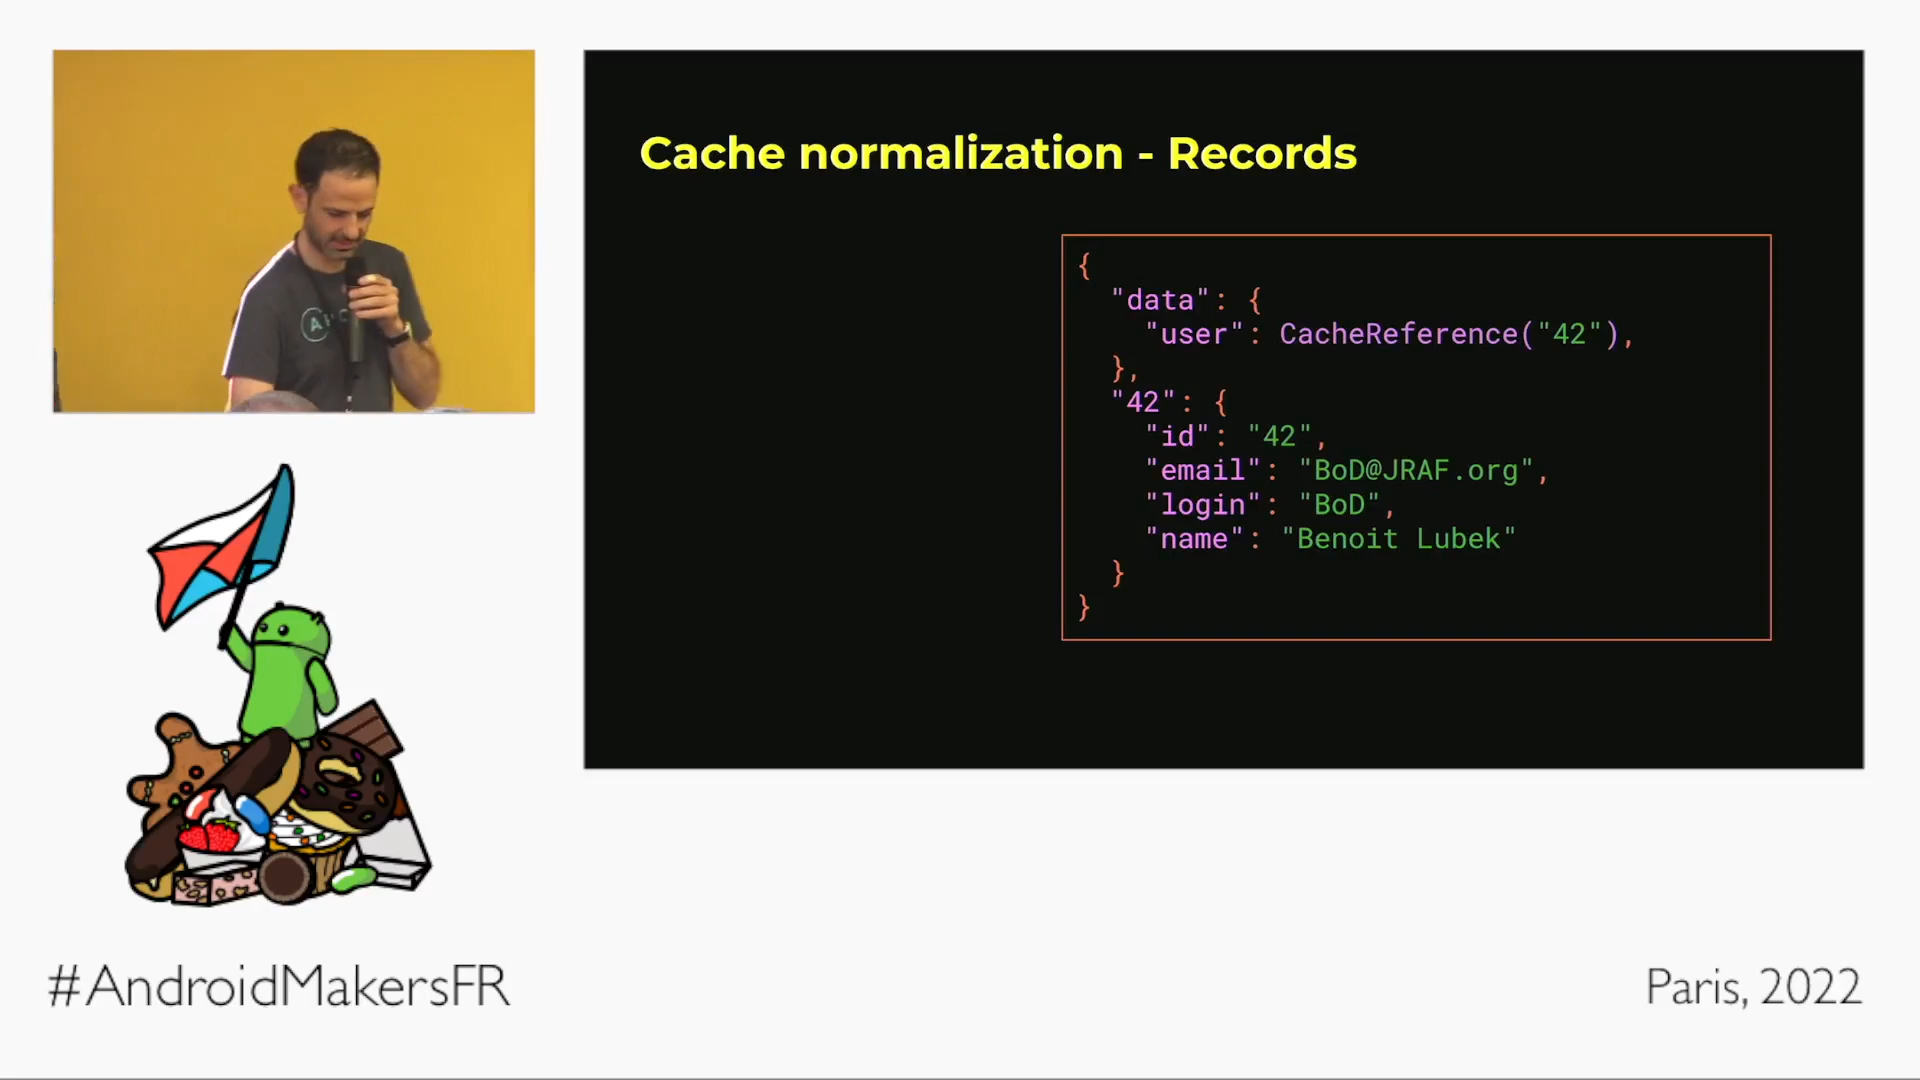 Cache normalization - Records
{
"data": {
"user": CacheReference("42"),
},
"42": {
"id": "42",
"email": "BoD@JRAF.org",
"login": "BoD",
"name": "Benoit Lubek"
}
}
#AndroidMakersFR
Paris, 2022